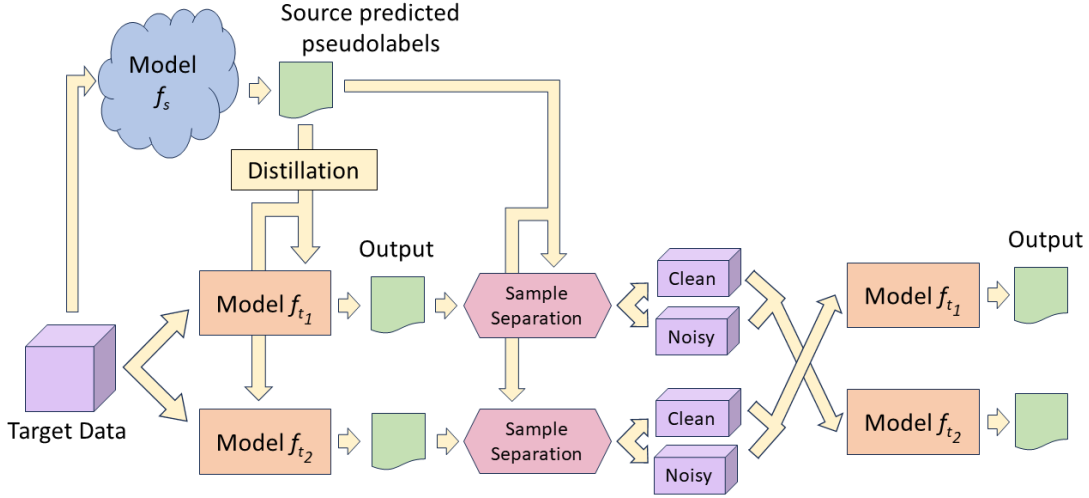 Source predicted
pseudolabels
Model
fs
Distillation
Output
Output
Model ft1
Sample
Separation
Clean
Noisy
Model ft1
Target Data
Model ft2
Sample
Separation
Clean
Noisy
Model ft2